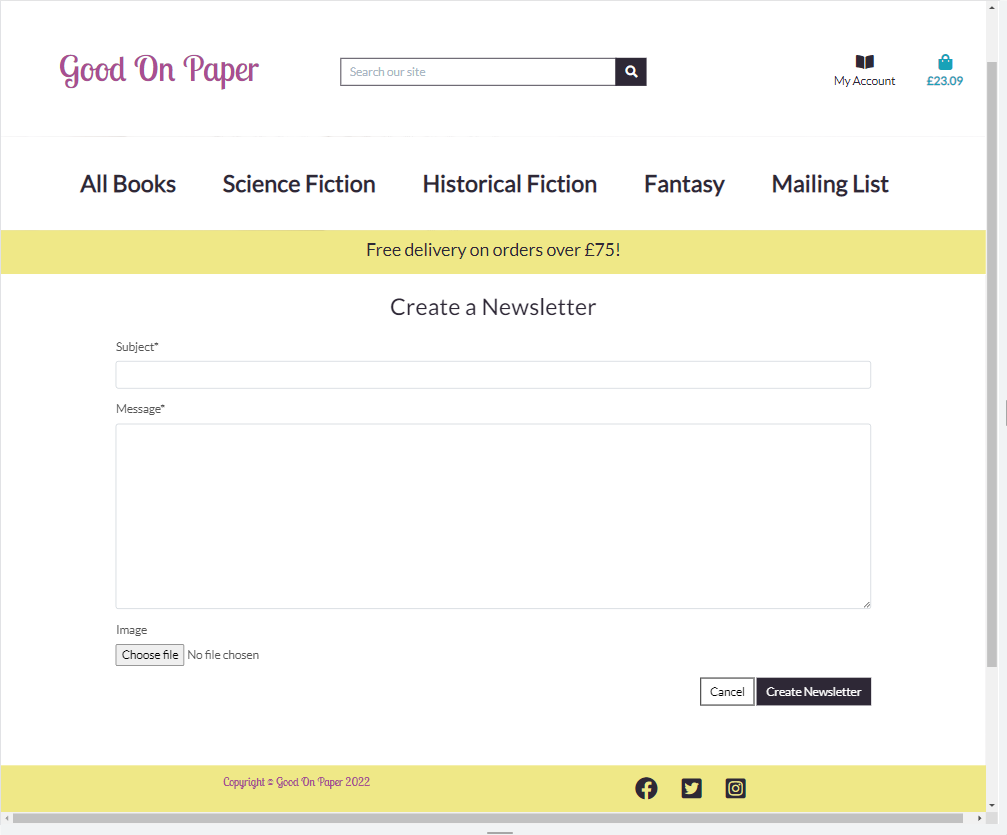 Good On Paper
Search our site
My Account
£23.09
All Books Science Fiction Historical Fiction Fantasy Mailing List
Free delivery on orders over £75!
Create a Newsletter
Subject*
Message*
Image
Choose file No file chosen
Cancel Create Newsletter
Copyright © Good On Paper 2022